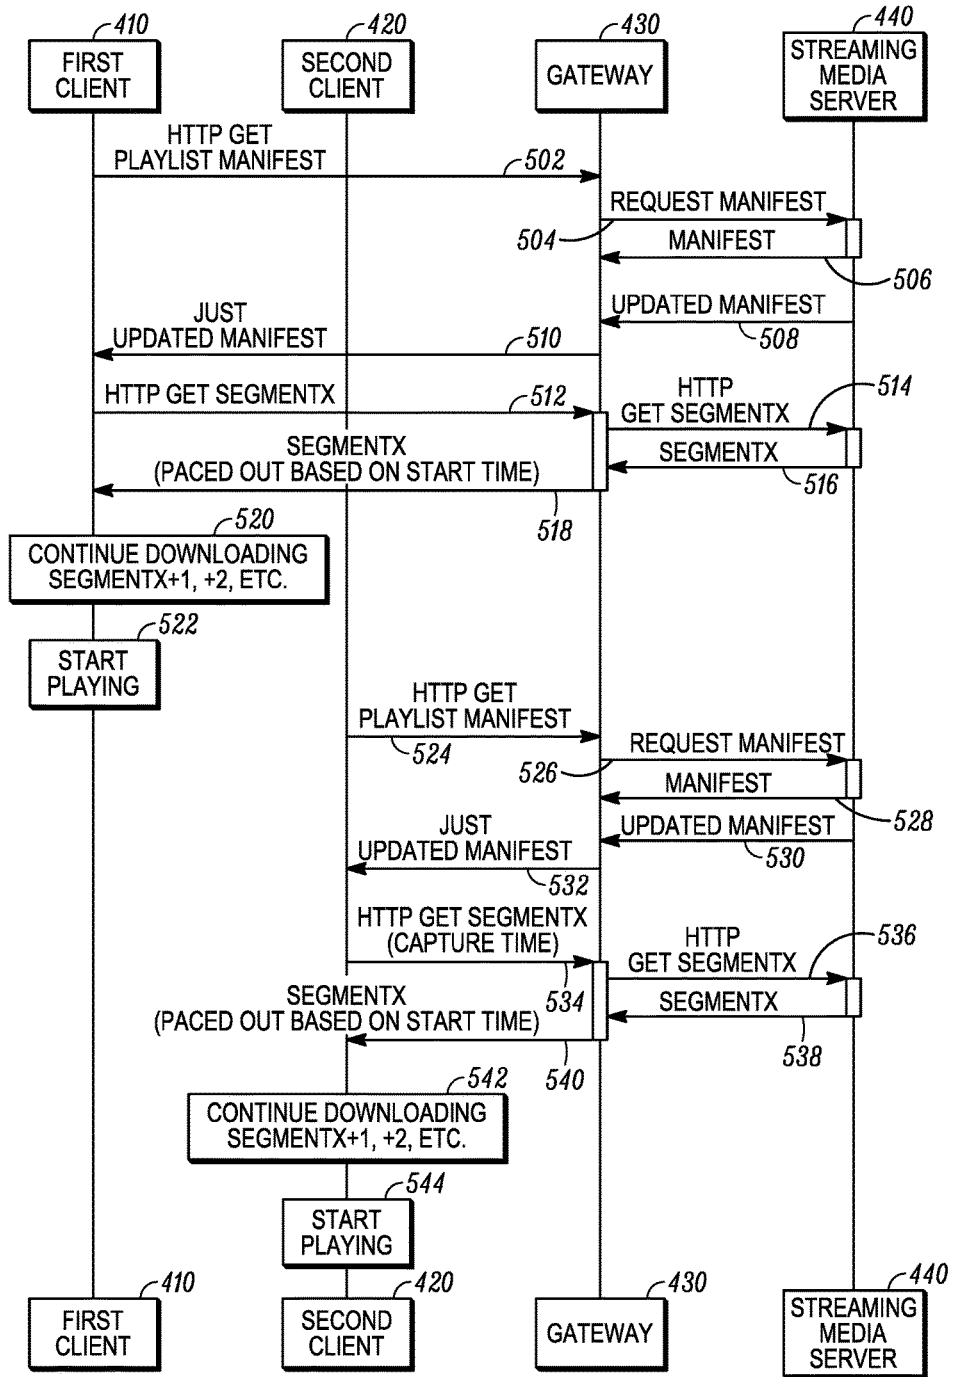 410
420
430
440
FIRST
CLIENT
SECOND
CLIENT
GATEWAY
STREAMING
MEDIA
SERVER
HTTP GET
PLAYLIST MANIFEST
502
REQUEST MANIFEST
504
MANIFEST
506
UPDATED MANIFEST
508
JUST
UPDATED MANIFEST
510
HTTP GET SEGMENTX
512
HTTP
GET SEGMENTX
514
SEGMENTX
(PACED OUT BASED ON START TIME)
518
SEGMENTX
516
520
CONTINUE DOWNLOADING
SEGMENTX+1, +2, ETC.
522
START
PLAYING
HTTP GET
PLAYLIST MANIFEST
524
REQUEST MANIFEST
526
MANIFEST
528
UPDATED MANIFEST
530
JUST
UPDATED MANIFEST
532
HTTP GET SEGMENTX
(CAPTURE TIME)
534
HTTP
GET SEGMENTX
536
SEGMENTX
(PACED OUT BASED ON START TIME)
540
SEGMENTX
538
542
CONTINUE DOWNLOADING
SEGMENTX+1, +2, ETC.
544
START
PLAYING
410
420
430
440
FIRST
CLIENT
SECOND
CLIENT
GATEWAY
STREAMING
MEDIA
SERVER